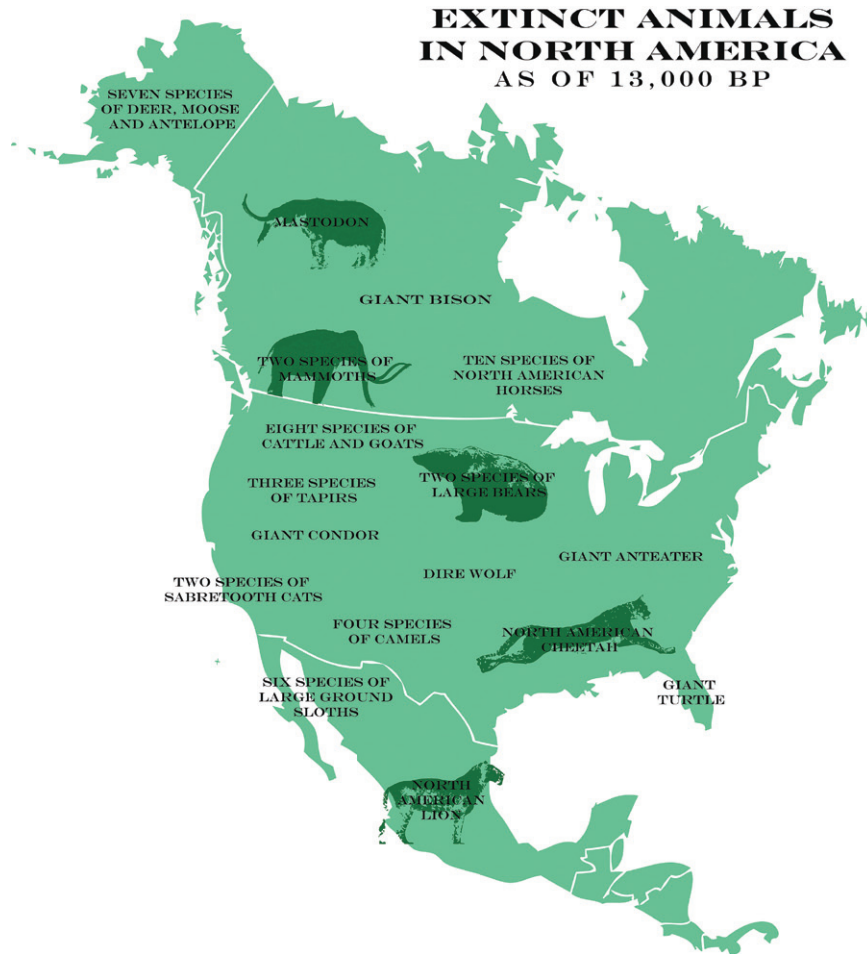 EXTINCT ANIMALS
IN NORTH AMERICA
AS OF 13,000 BP
SEVEN SPECIES
OF DEER, MOOSE
AND ANTELOPE
MASTODON
GIANT BISON
TWO SPECIES OF
MAMMOTHS
TEN SPECIES OF
NORTH AMERICAN
HORSES
EIGHT SPECIES OF
CATTLE AND GOATS
THREE SPECIES
OF TAPIRS
TWO SPECIES OF
LARGE BEARS
GIANT CONDOR
DIRE WOLF
GIANT ANTEATER
TWO SPECIES OF
SABRETOOTH CATS
FOUR SPECIES
OF CAMELS
NORTH AMERICAN
CHEETAH
SIX SPECIES OF
LARGE GROUND
SLOTHS
GIANT
TURTLE
NORTH
AMERICAN
LION